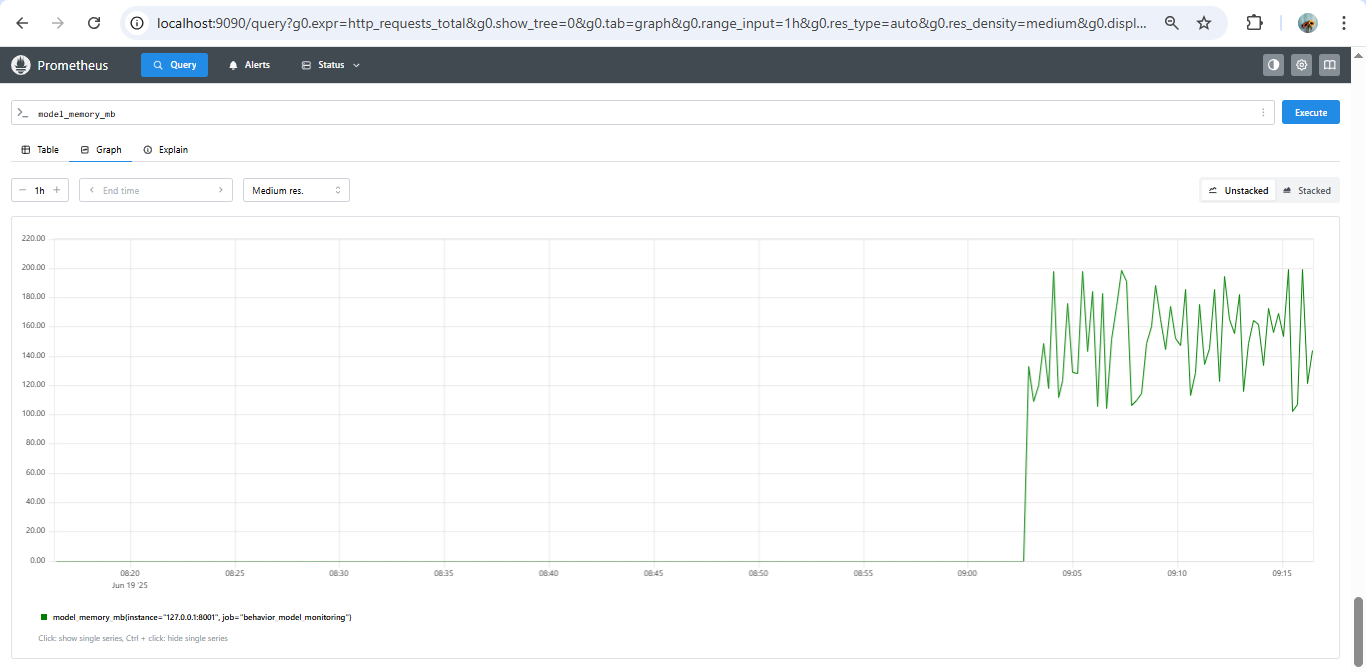 localhost:9090/query?g0.expr=http_requests_total&g0.show_tree=0&g0.tab=graph&g0.range_input=1h&g0.res_type=auto&g0.res_density=medium&g0.displ...
Prometheus Query Alerts Status
>_ model_memory_mb Execute
Table Graph Explain
− 1h + End time Medium res. Unstacked Stacked
220.00
200.00
180.00
160.00
140.00
120.00
100.00
80.00
60.00
40.00
20.00
0.00
08:20 08:25 08:30 08:35 08:40 08:45 08:50 08:55 09:00 09:05 09:10 09:15
Jun 19 '25
model_memory_mb{instance="127.0.0.1:8001", job="behavior_model_monitoring"}
Click: show single series, Ctrl + click: hide single series